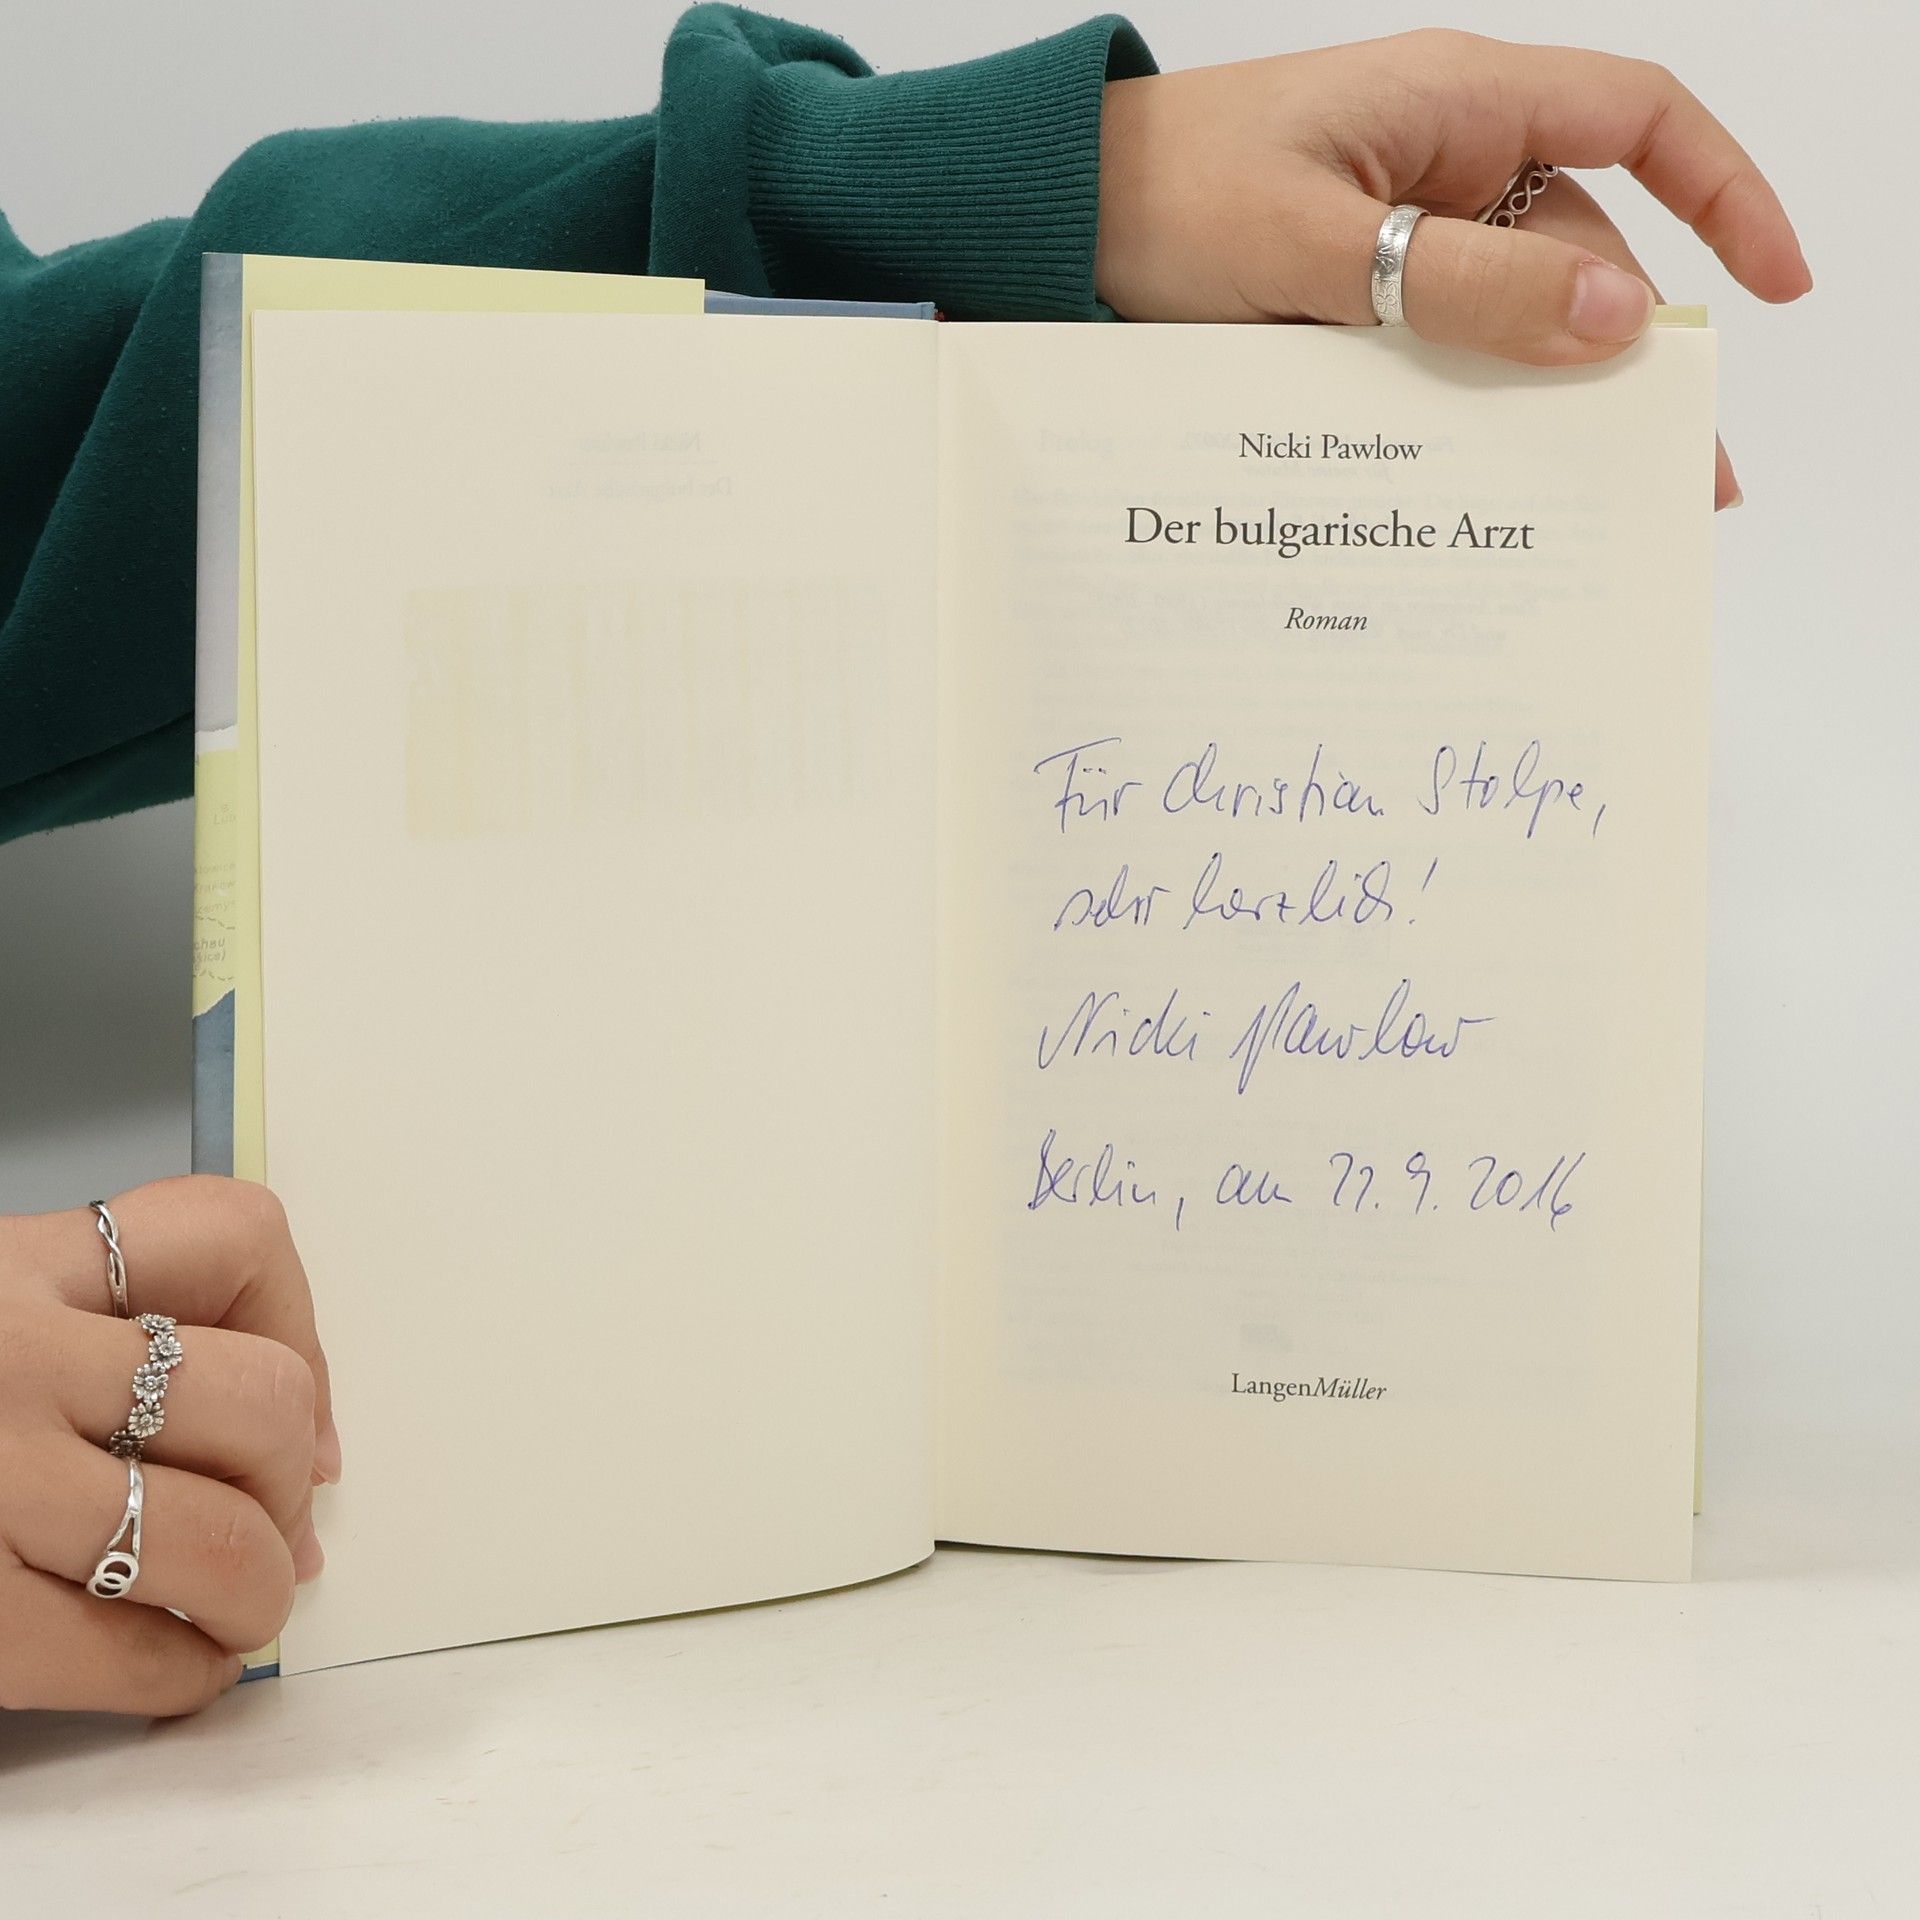 Nicki Pawlow
Der bulgarische Arzt
Roman
Für Christian Stolpe,
sehr herzlich!
Nicki Pawlow
Berlin, am 22.9.2016
LangenMüller